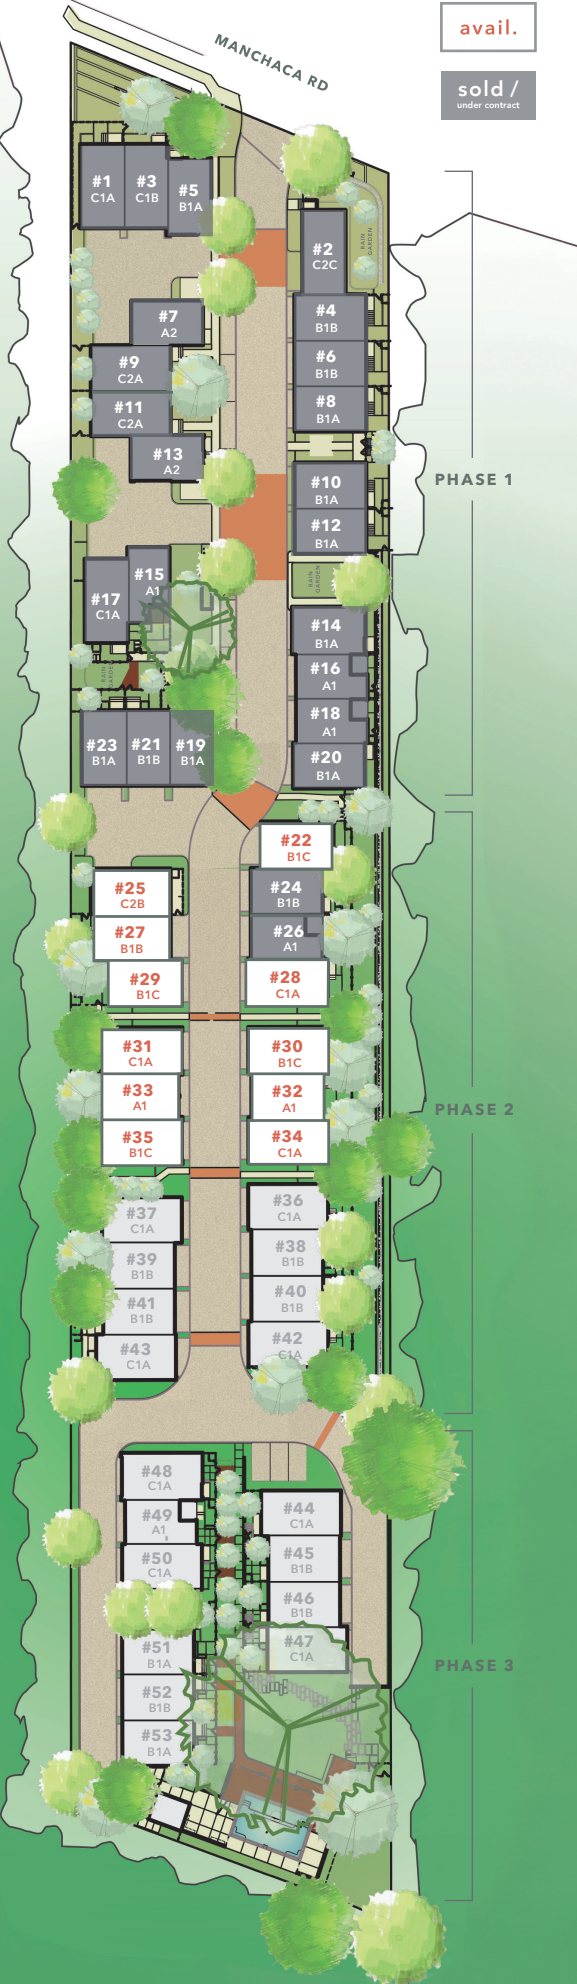 avail.
MANCHACA RD
sold /
under contract
#1
C1A
#3
C1B
#5
B1A
#2
C2C
RAIN
GARDEN
#7
A2
#4
B1B
#9
C2A
#6
B1B
#11
C2A
#8
B1A
#13
A2
#10
B1A
PHASE 1
#12
B1A
#15
A1
#17
C1A
RAIN
GARDEN
#14
B1A
#16
A1
RAIN
GARDEN
#18
A1
#23
B1A
#21
B1B
#19
B1A
#20
B1A
#22
B1C
#25
C2B
#24
B1B
#27
B1B
#26
A1
#29
B1C
#28
C1A
#31
C1A
#30
B1C
#33
A1
#32
A1
PHASE 2
#35
B1C
#34
C1A
#37
C1A
#36
C1A
#39
B1B
#38
B1B
#41
B1B
#40
B1B
#43
C1A
#42
C1A
#48
C1A
#44
C1A
#49
A1
#45
B1B
#50
C1A
#46
B1B
#51
B1A
#47
C1A
PHASE 3
#52
B1B
#53
B1A